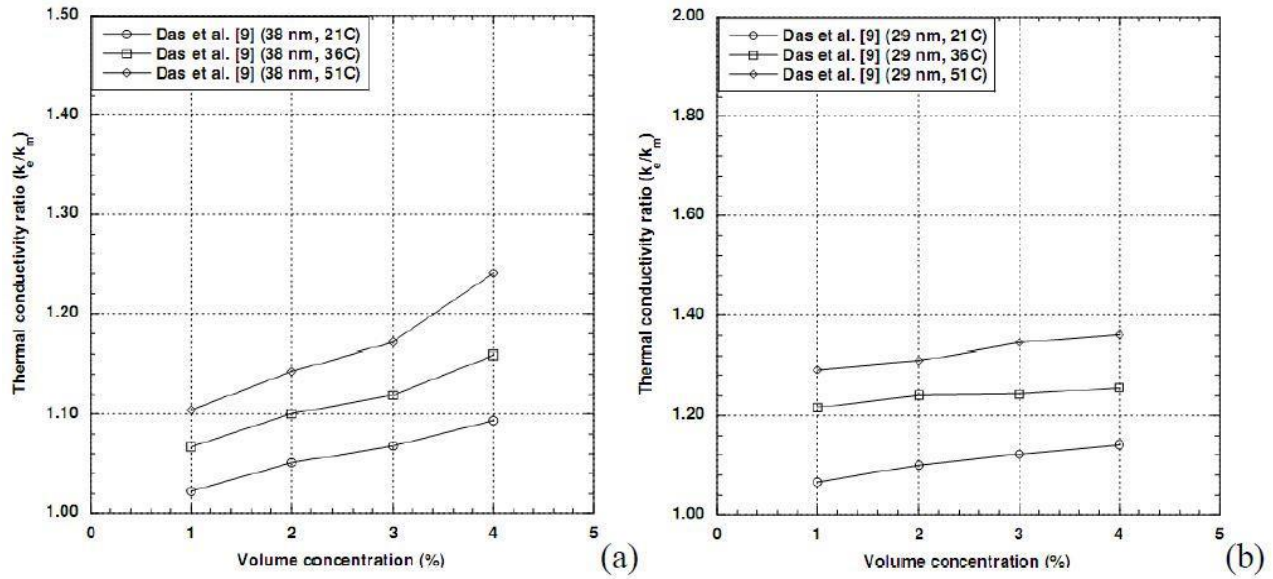 1.50
Das et al. [9] (38 nm, 21C)
Das et al. [9] (38 nm, 36C)
Das et al. [9] (38 nm, 51C)
1.40
1.30
1.20
1.10
1.00
Thermal conductivity ratio (k_e/k_m)
0 1 2 3 4 5
Volume concentration (%)
(a)
2.00
Das et al. [9] (29 nm, 21C)
Das et al. [9] (29 nm, 36C)
Das et al. [9] (29 nm, 51C)
1.80
1.60
1.40
1.20
1.00
Thermal conductivity ratio (k_e/k_m)
0 1 2 3 4 5
Volume concentration (%)
(b)